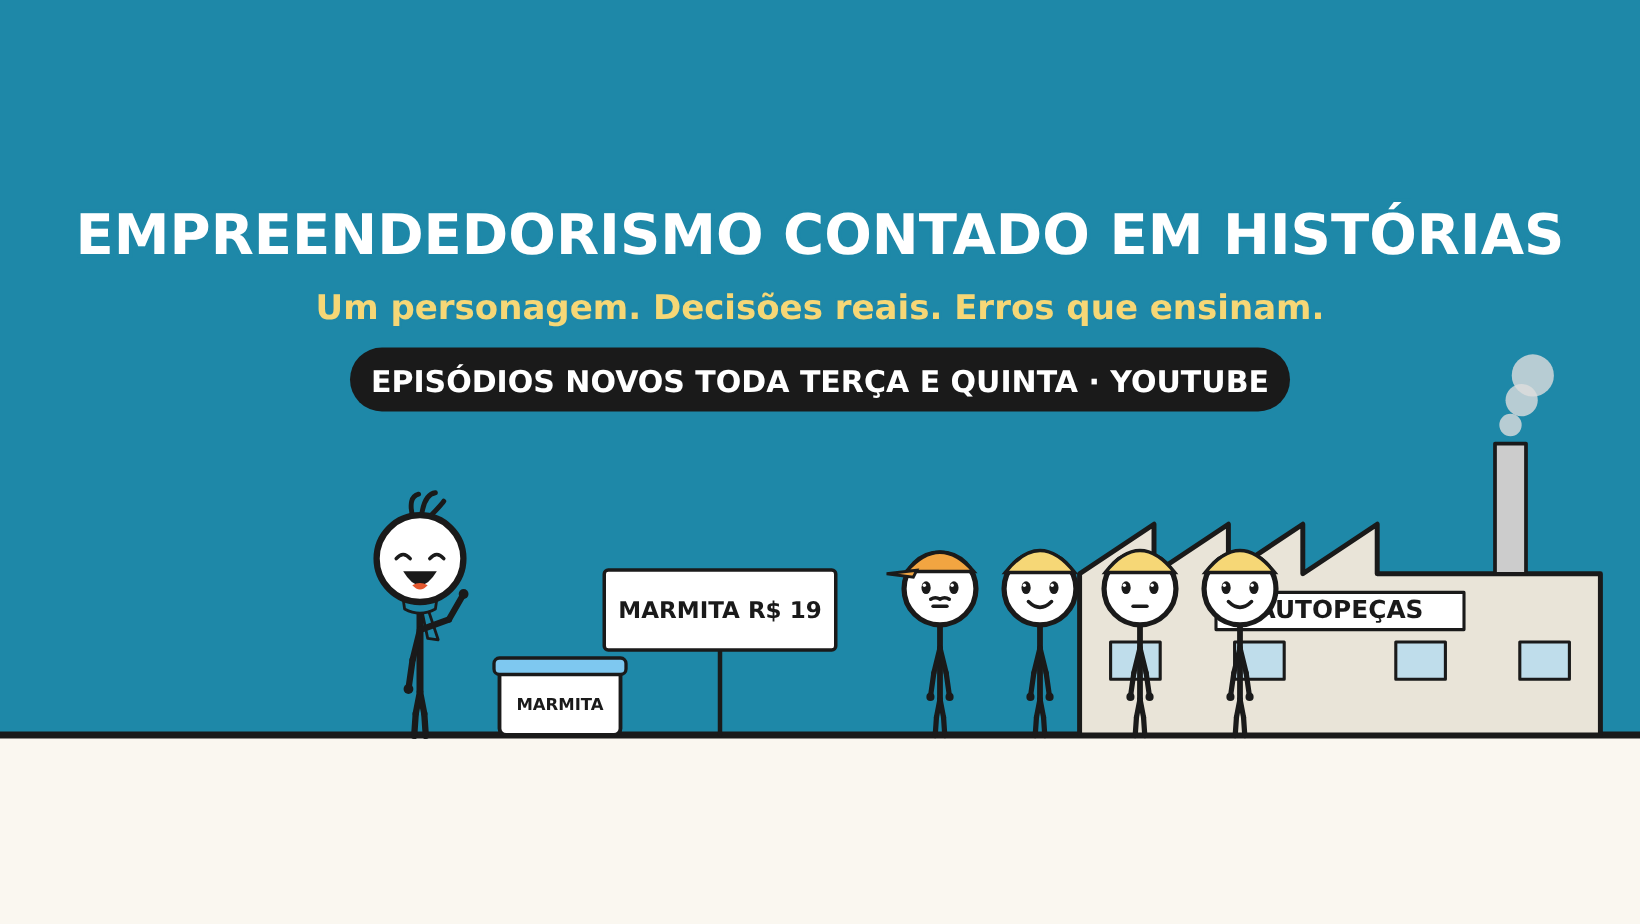 EMPREENDEDORISMO CONTADO EM HISTÓRIAS
Um personagem. Decisões reais. Erros que ensinam.
EPISÓDIOS NOVOS TODA TERÇA E QUINTA · YOUTUBE
MARMITA R$ 19
AUTOPEÇAS
MARMITA